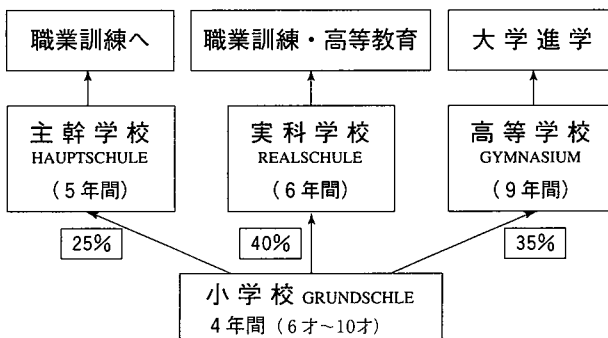 職業訓練へ
職業訓練・高等教育
大学進学
主幹学校
HAUPTSCHULE
(5年間)
実科学校
REALSCHULE
(6年間)
高等学校
GYMNASIUM
(9年間)
25%
40%
35%
小学校 GRUNDSCHLE
4年間 (6才~10才)